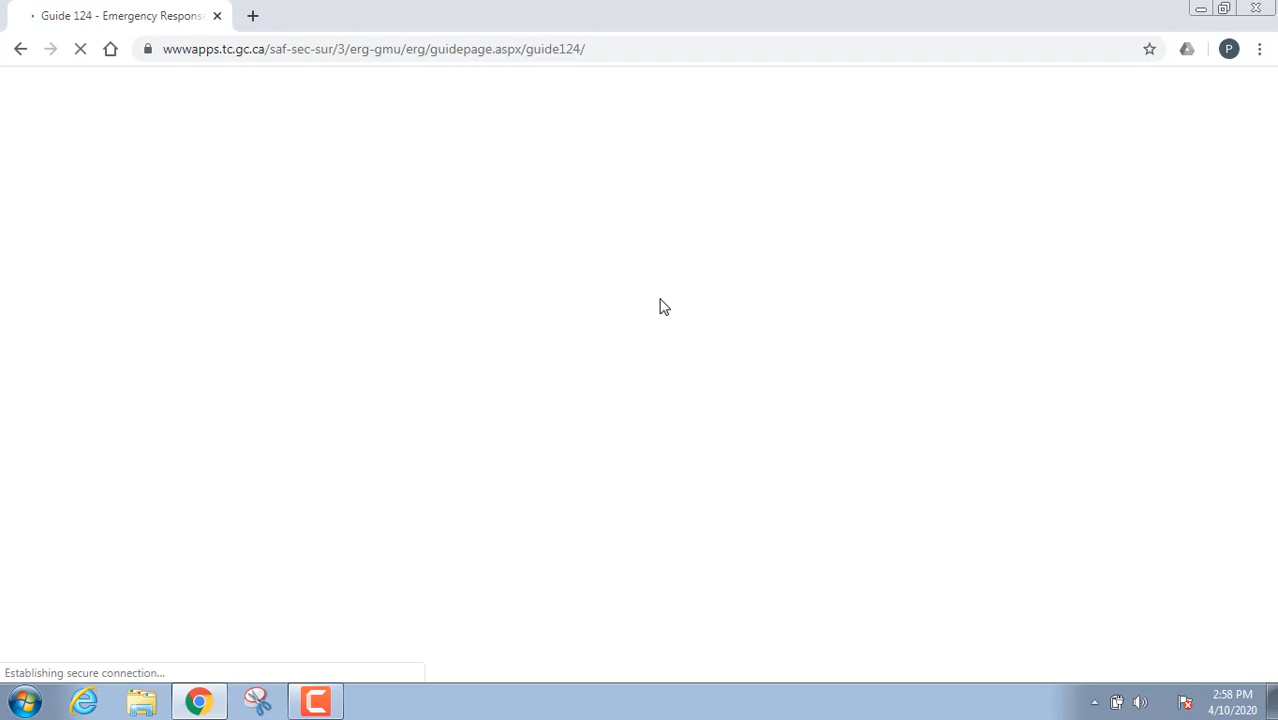 Guide 124 - Emergency Respons
wwwapps.tc.gc.ca/saf-sec-sur/3/erg-gmu/erg/guidepage.aspx/guide124/
P
Establishing secure connection...
2:58 PM
4/10/2020